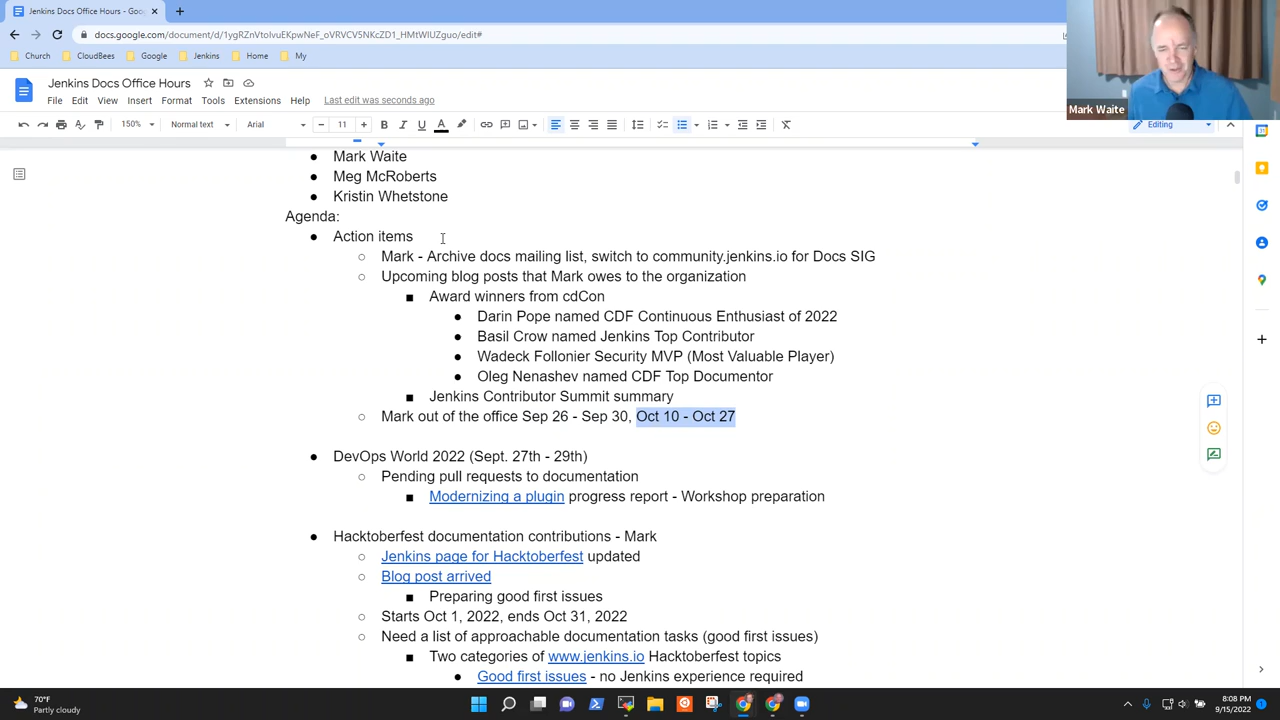 Jenkins Docs Office Hours - Goo
docs.google.com/document/d/1ygRZnVtoIvuEKpwNeF_oVRVCV5NKcZD1_HMtWIUZguo/edit#
Church
CloudBees
Google
Jenkins
Home
My
Jenkins Docs Office Hours
File Edit View Insert Format Tools Extensions Help Last edit was seconds ago
150% Normal text Arial 11 Editing
Mark Waite
Mark Waite
Meg McRoberts
Kristin Whetstone
Agenda:
Action items
Mark - Archive docs mailing list, switch to community.jenkins.io for Docs SIG
Upcoming blog posts that Mark owes to the organization
Award winners from cdCon
Darin Pope named CDF Continuous Enthusiast of 2022
Basil Crow named Jenkins Top Contributor
Wadeck Follonier Security MVP (Most Valuable Player)
Oleg Nenashev named CDF Top Documentor
Jenkins Contributor Summit summary
Mark out of the office Sep 26 - Sep 30, Oct 10 - Oct 27
DevOps World 2022 (Sept. 27th - 29th)
Pending pull requests to documentation
Modernizing a plugin progress report - Workshop preparation
Hacktoberfest documentation contributions - Mark
Jenkins page for Hacktoberfest updated
Blog post arrived
Preparing good first issues
Starts Oct 1, 2022, ends Oct 31, 2022
Need a list of approachable documentation tasks (good first issues)
Two categories of www.jenkins.io Hacktoberfest topics
Good first issues - no Jenkins experience required
70°F
Partly cloudy
8:08 PM
9/15/2022